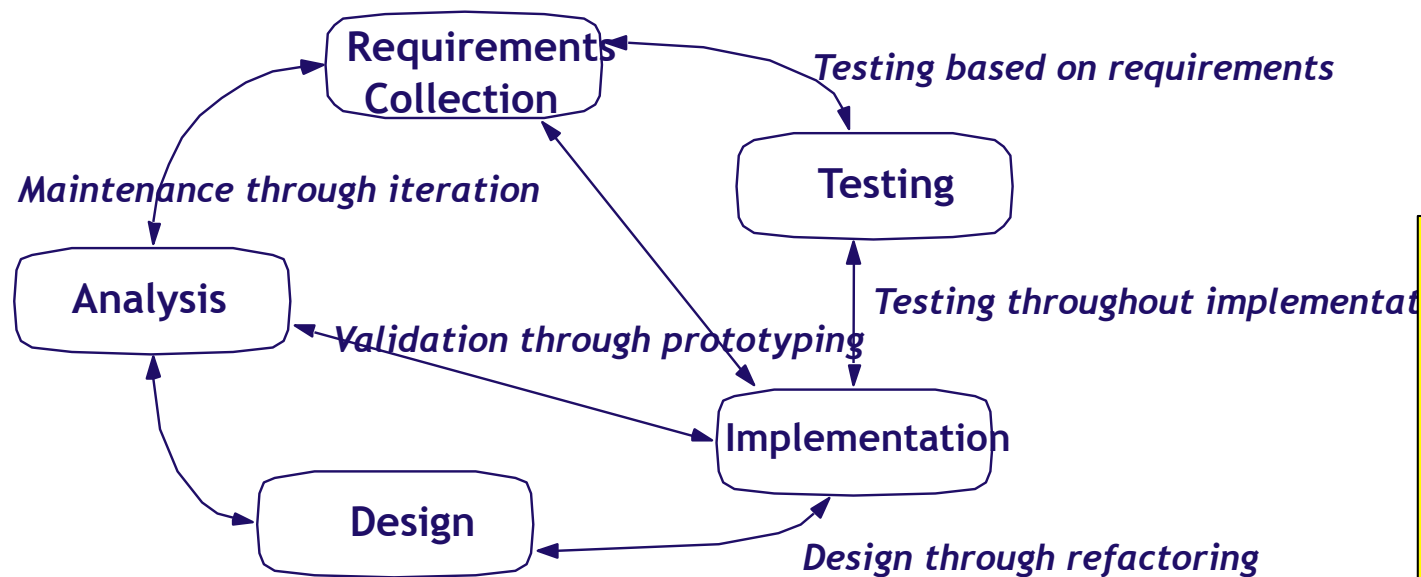 Requirements
Collection
Testing based on requirements
Testing
Maintenance through iteration
Analysis
Testing throughout
Validation through prototyping
Implementation
Design
Design through refactoring